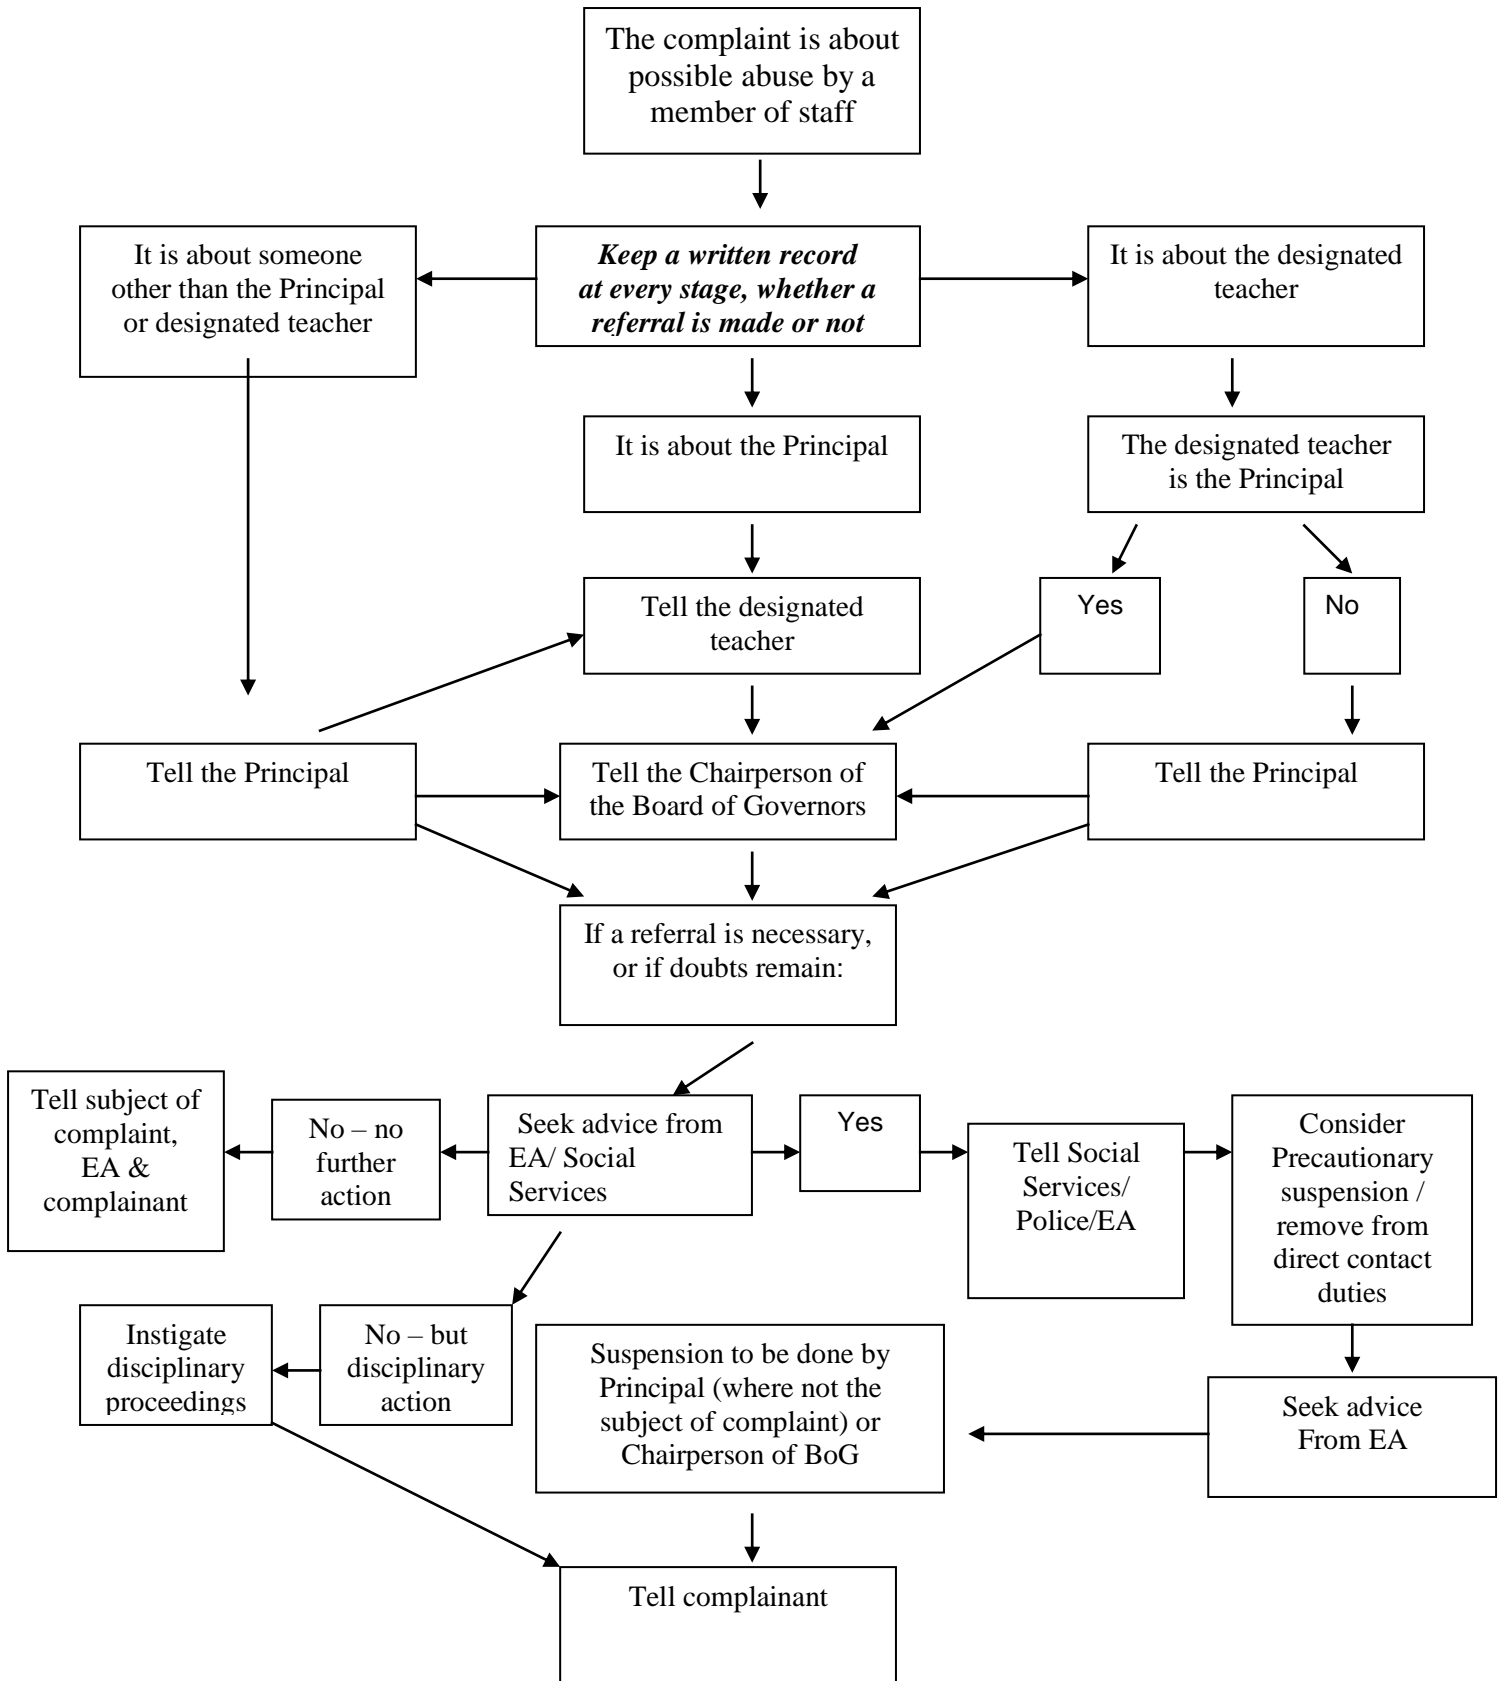 The complaint is about
possible abuse by a
member of staff
It is about someone
other than the Principal
or designated teacher
Keep a written record
at every stage, whether a
referral is made or not
It is about the designated
teacher
It is about the Principal
The designated teacher
is the Principal
Tell the designated
teacher
Yes
No
Tell the Principal
Tell the Chairperson of
the Board of Governors
Tell the Principal
If a referral is necessary,
or if doubts remain:
Tell subject of
complaint,
EA &
complainant
No – no
further
action
Seek advice from
EA/ Social
Services
Yes
Tell Social
Services/
Police/EA
Consider
Precautionary
suspension /
remove from
direct contact
duties
Instigate
disciplinary
proceedings
No – but
disciplinary
action
Suspension to be done by
Principal (where not the
subject of complaint) or
Chairperson of BoG
Seek advice
From EA
Tell complainant